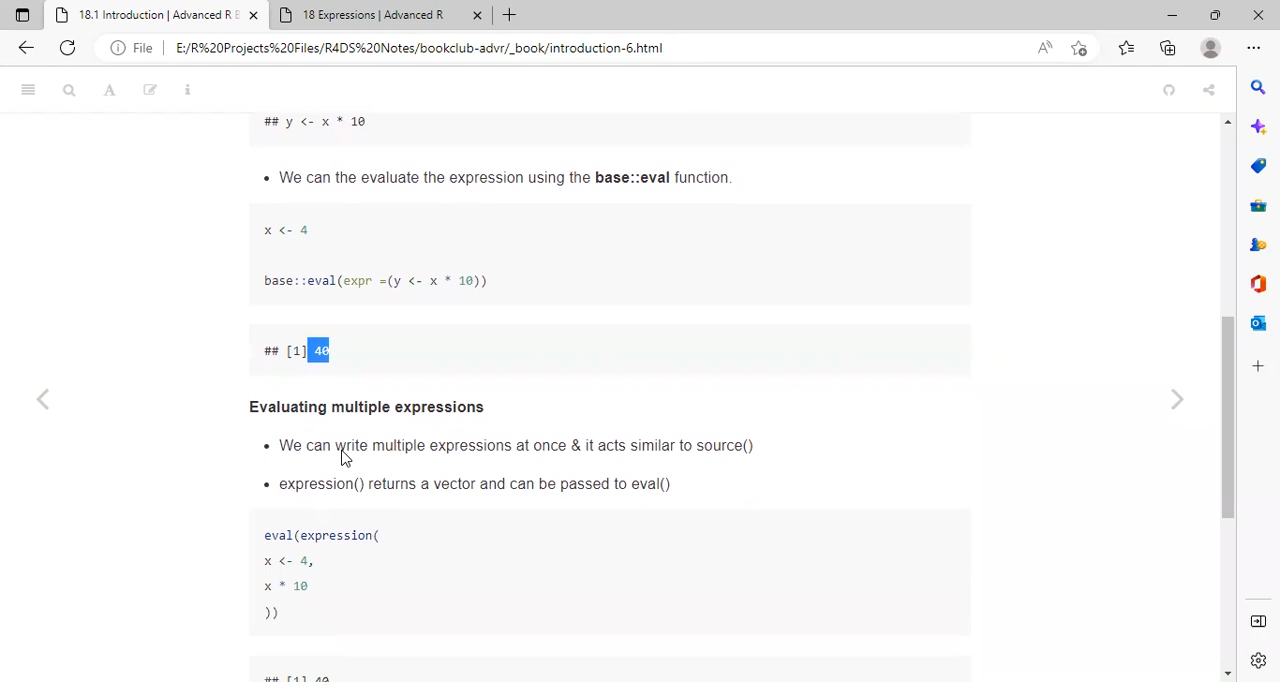 18.1 Introduction | Advanced R B
18 Expressions | Advanced R
File
E:/R%20Projects%20Files/R4DS%20Notes/bookclub-advr/_book/introduction-6.html
## y <- x * 10
• We can the evaluate the expression using the base::eval function.
x <- 4
base::eval(expr =(y <- x * 10))
## [1] 40
Evaluating multiple expressions
• We can write multiple expressions at once & it acts similar to source()
• expression() returns a vector and can be passed to eval()
eval(expression(
x <- 4,
x * 10
))
## [1] 40